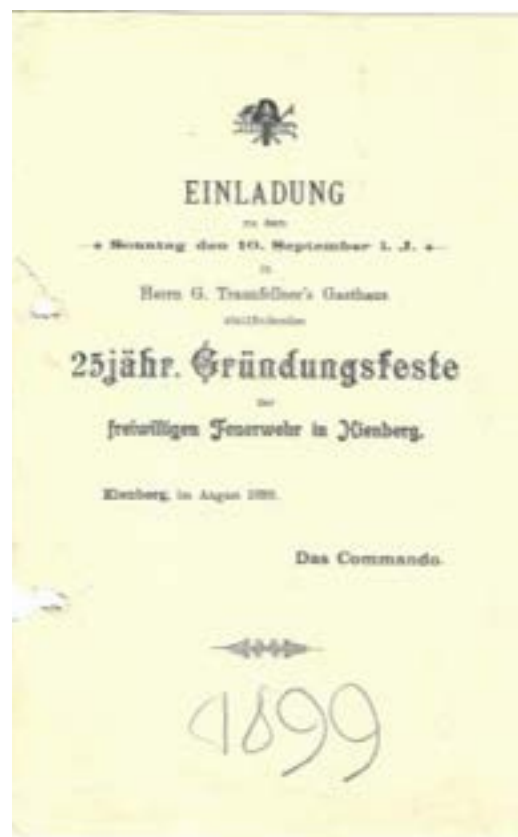 EINLADUNG
zu dem
Sonntag den 10. September l. J.
in
Herrn G. Traunfellner's Gasthaus
stattfindenden
25jähr. Gründungsfeste
der
freiwilligen Feuerwehr in Kienberg.
Kienberg, im August 1899.
Das Commando.
1899